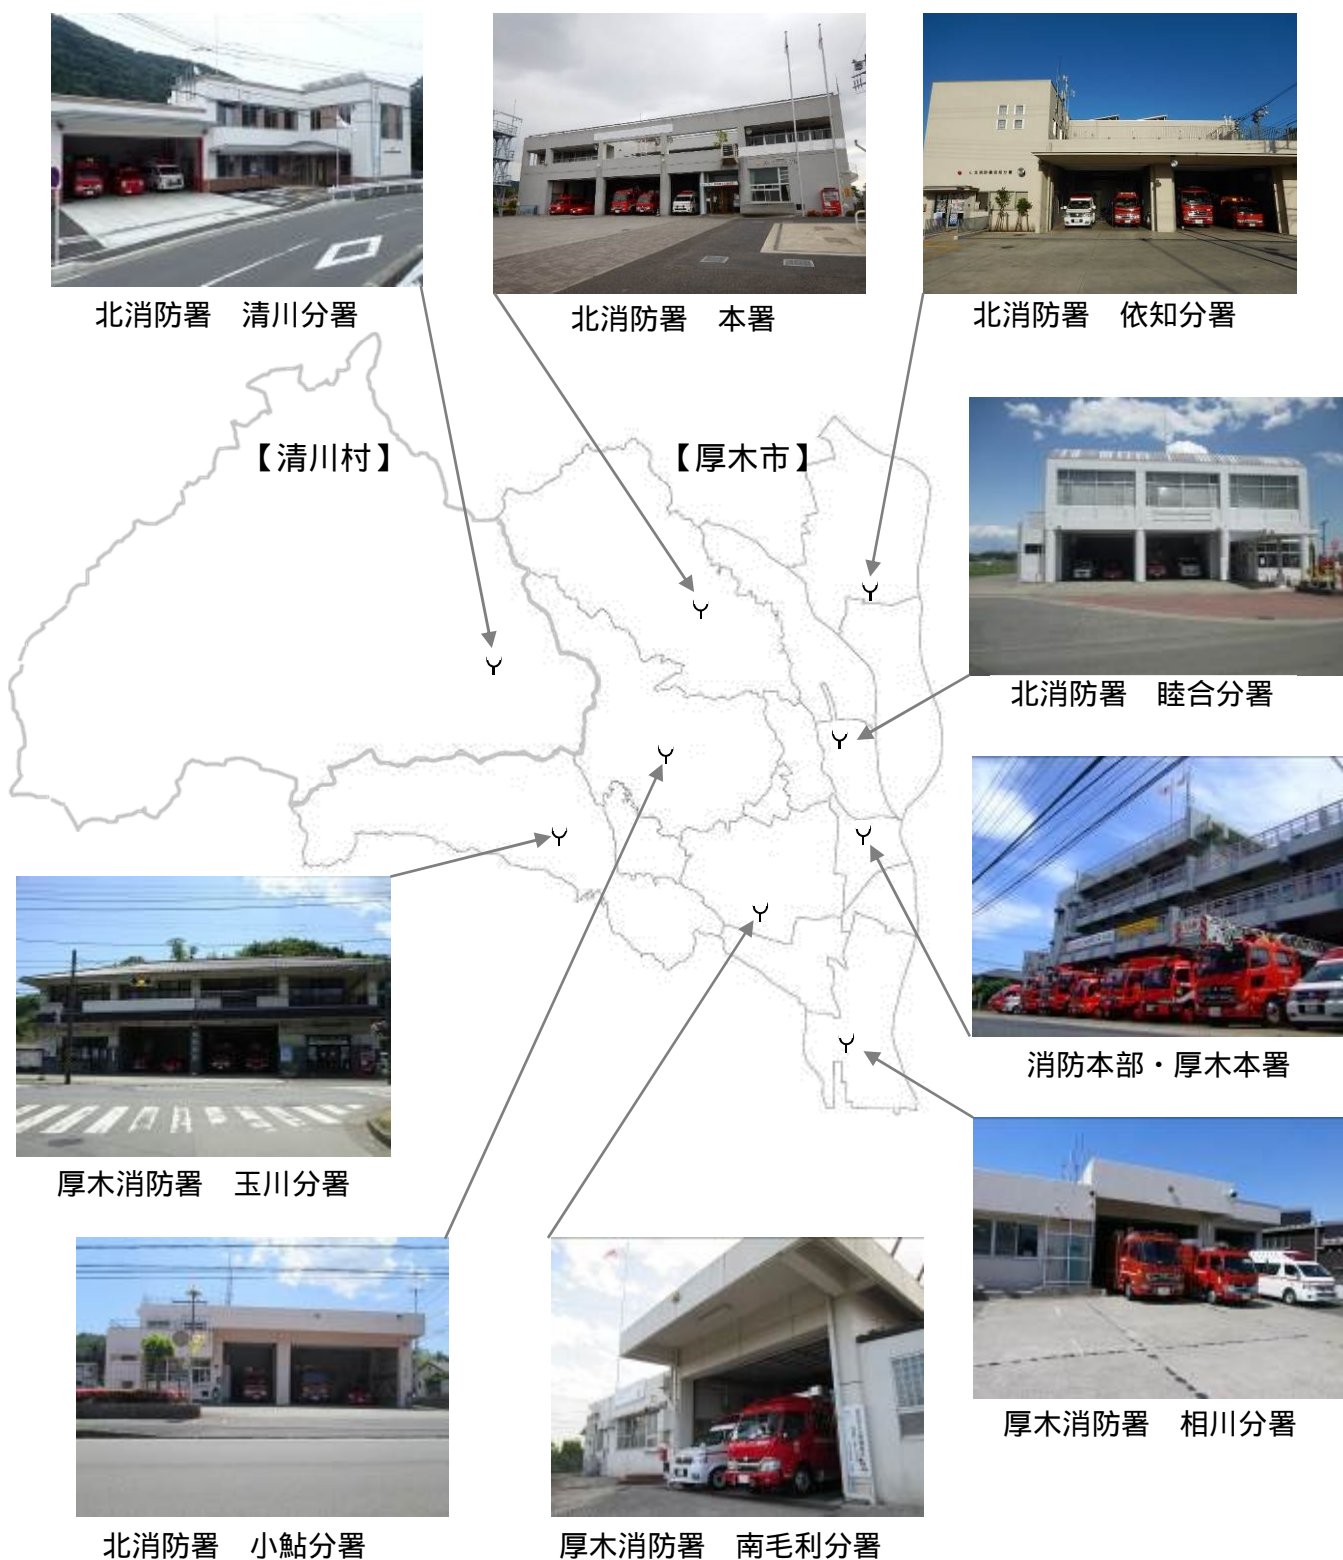 北消防署　清川分署
北消防署　本署
北消防署　依知分署
【清川村】
【厚木市】
北消防署　睦合分署
消防本部・厚木本署
厚木消防署　玉川分署
厚木消防署　相川分署
北消防署　小鮎分署
厚木消防署　南毛利分署